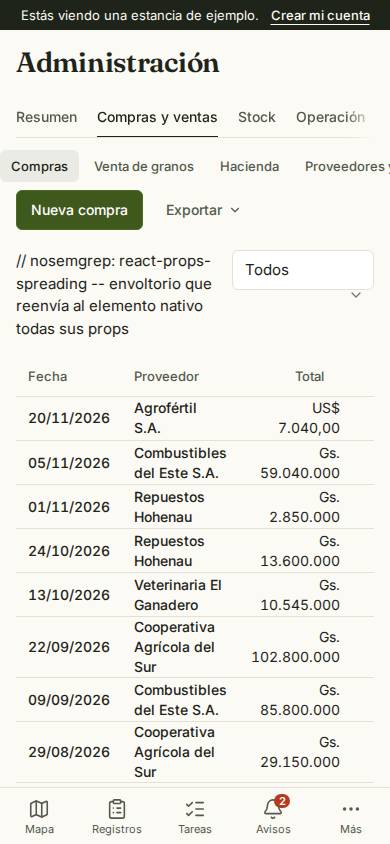 Estás viendo una estancia de ejemplo. Crear mi cuenta
Administración
Resumen Compras y ventas Stock Operación
Compras Venta de granos Hacienda Proveedores y
Nueva compra Exportar
// nosemgrep: react-props-
spreading -- envoltorio que
reenvía al elemento nativo
todas sus props
Todos
Fecha Proveedor Total
20/11/2026 Agrofértil S.A. US$ 7.040,00
05/11/2026 Combustibles del Este S.A. Gs. 59.040.000
01/11/2026 Repuestos Hohenau Gs. 2.850.000
24/10/2026 Repuestos Hohenau Gs. 13.600.000
13/10/2026 Veterinaria El Ganadero Gs. 10.545.000
22/09/2026 Cooperativa Agrícola del Sur Gs. 102.800.000
09/09/2026 Combustibles del Este S.A. Gs. 85.800.000
29/08/2026 Cooperativa Agrícola del Sur Gs. 29.150.000
2
Mapa Registros Tareas Avisos Más